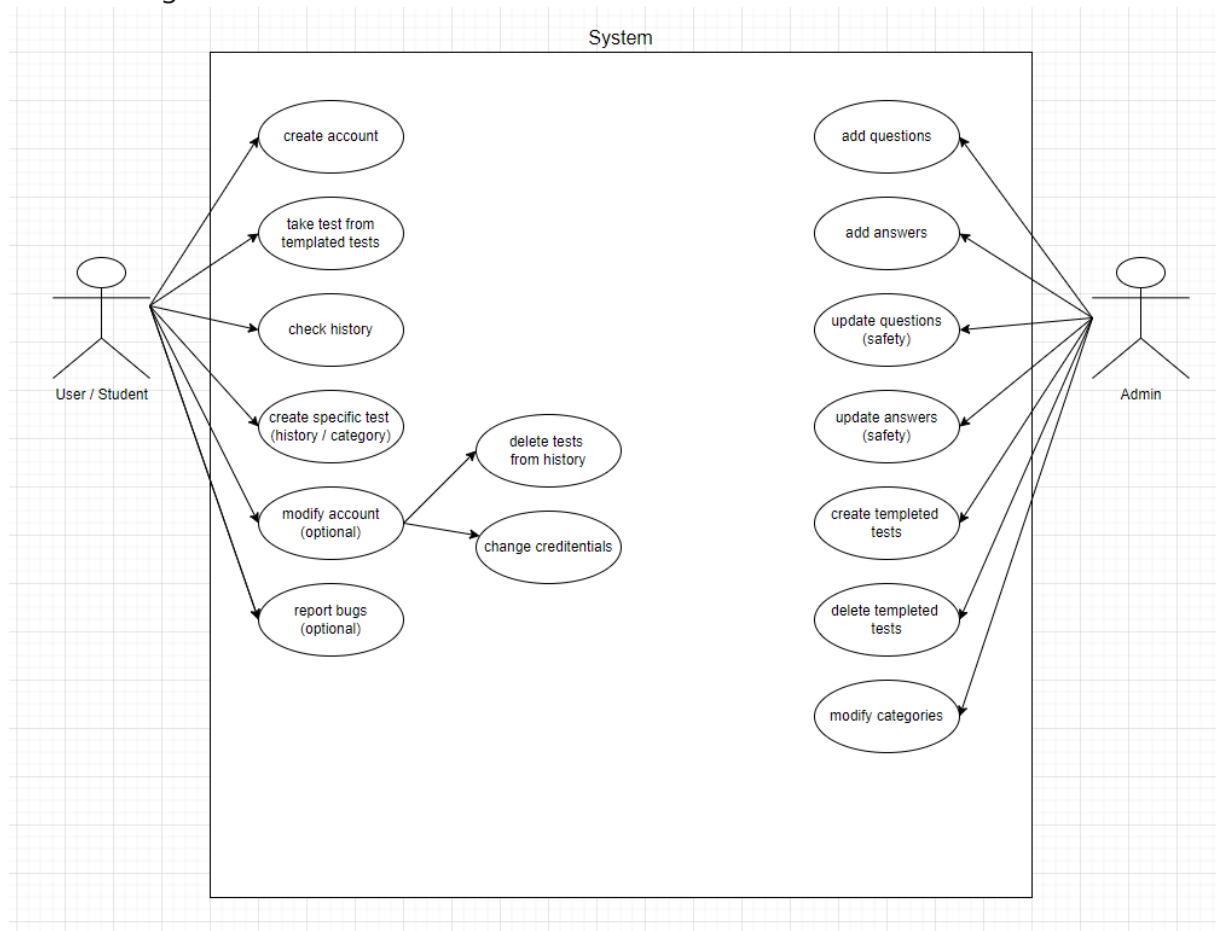 System
create account
take test from
templated tests
check history
create specific test
(history / category)
modify account
(optional)
report bugs
(optional)
delete tests
from history
change creditentials
User / Student
add questions
add answers
update questions
(safety)
update answers
(safety)
create templeted
tests
delete templeted
tests
modify categories
Admin